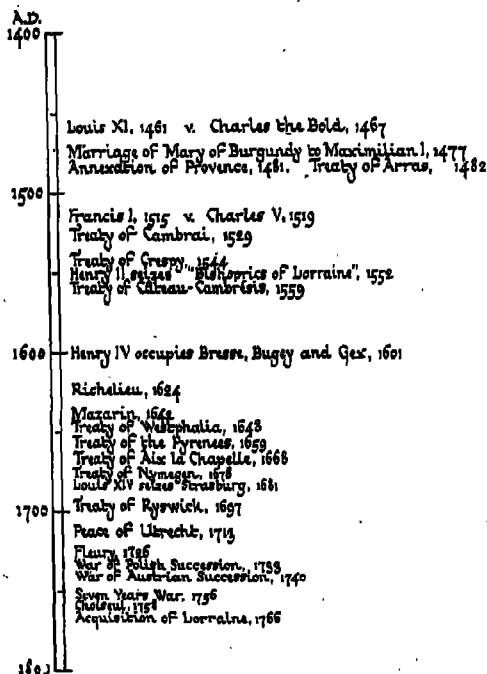 A.D.
1400
Louis XI, 1461 v. Charles the Bold, 1467
Marriage of Mary of Burgundy to Maximilian I, 1477
Annexation of Provence, 1481. Treaty of Arras, 1482
1500
Francis I, 1515 v. Charles V, 1519
Treaty of Cambrai, 1529
Treaty of Crespy, 1544
Henry II seizes "Bishoprics of Lorraine", 1552
Treaty of Câteau-Cambrésis, 1559
1600 Henry IV occupies Bresse, Bugey and Gex, 1601
Richelieu, 1624
Mazarin, 1642
Treaty of Westphalia, 1648
Treaty of the Pyrenees, 1659
Treaty of Aix la Chapelle, 1668
Treaty of Nymegen, 1678
Louis XIV seizes Strasburg, 1681
1700 Treaty of Ryswick, 1697
Peace of Utrecht, 1713
Fleury, 1726
War of Polish Succession, 1733
War of Austrian Succession, 1740
Seven Years War, 1756
Choiseul, 1758
Acquisition of Lorraine, 1766
1800